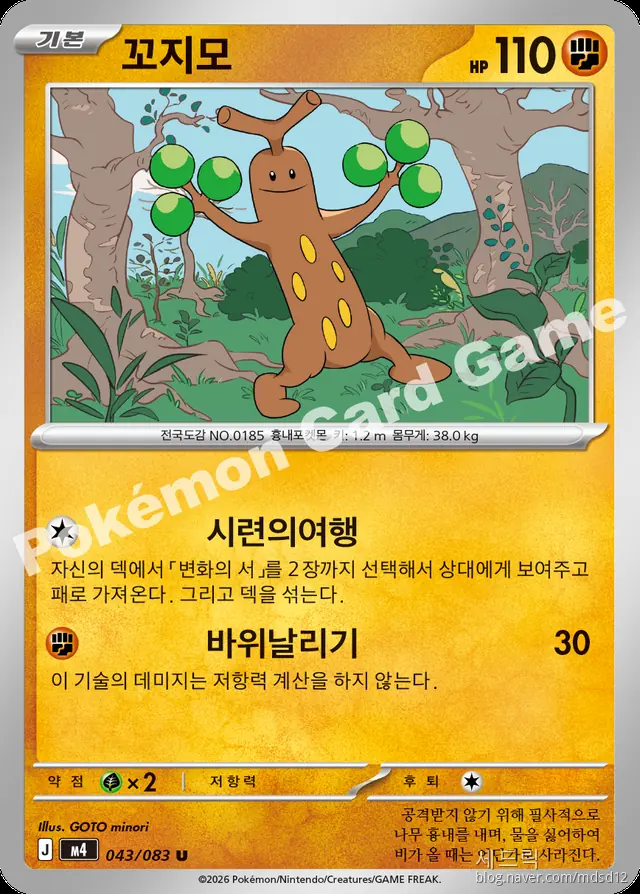 기본 꼬지모 HP 110
전국도감 NO.0185 흉내포켓몬 키: 1.2 m 몸무게: 38.0 kg
Pokémon Card Game
시련의여행
자신의 덱에서 「변화의 서」를 2장까지 선택해서 상대에게 보여주고
패로 가져온다. 그리고 덱을 섞는다.
바위날리기 30
이 기술의 데미지는 저항력 계산을 하지 않는다.
약점 ×2 저항력 후퇴
Illus. GOTO minori
J M4 043/083 U
공격받지 않기 위해 필사적으로
나무 흉내를 내며, 물을 싫어하여
비가 올 때는 사라진다.
세드릭
blog.naver.com/mdsd12
©2026 Pokémon/Nintendo/Creatures/GAME FREAK.